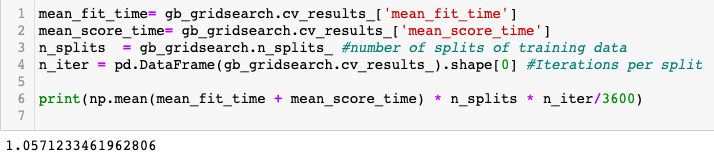 1 mean_fit_time= gb_gridsearch.cv_results_['mean_fit_time']
2 mean_score_time= gb_gridsearch.cv_results_['mean_score_time']
3 n_splits  = gb_gridsearch.n_splits_ #number of splits of training data
4 n_iter = pd.DataFrame(gb_gridsearch.cv_results_).shape[0] #Iterations per split
5
6 print(np.mean(mean_fit_time + mean_score_time) * n_splits * n_iter/3600)
7
1.0571233461962806